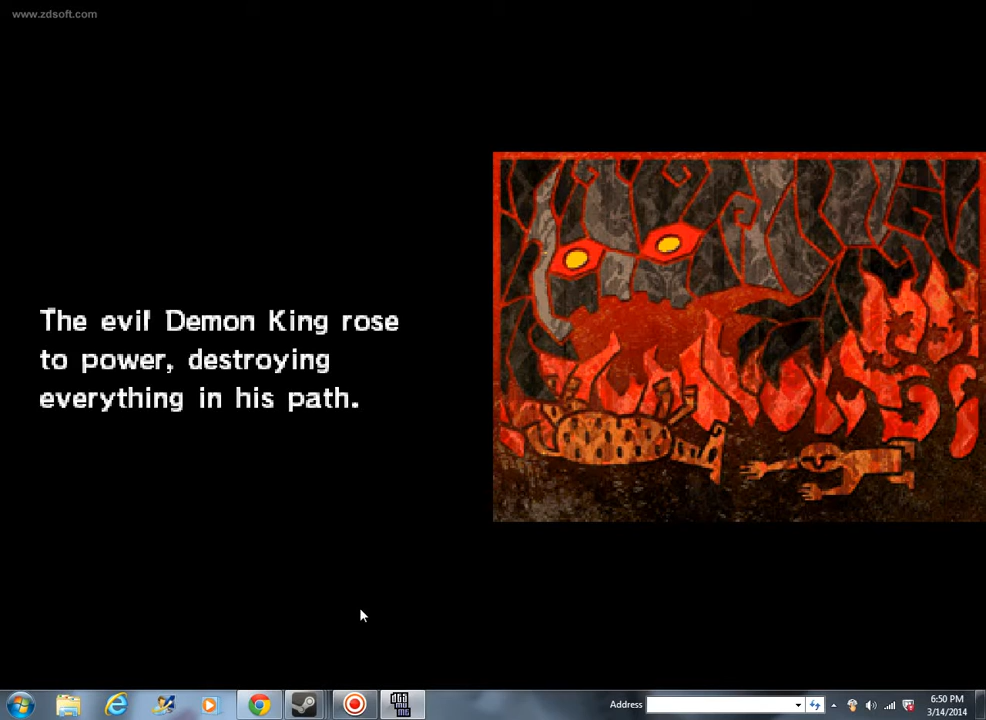 www.zdsoft.com
The evil Demon King rose
to power, destroying
everything in his path.
Address
6:50 PM
3/14/2014